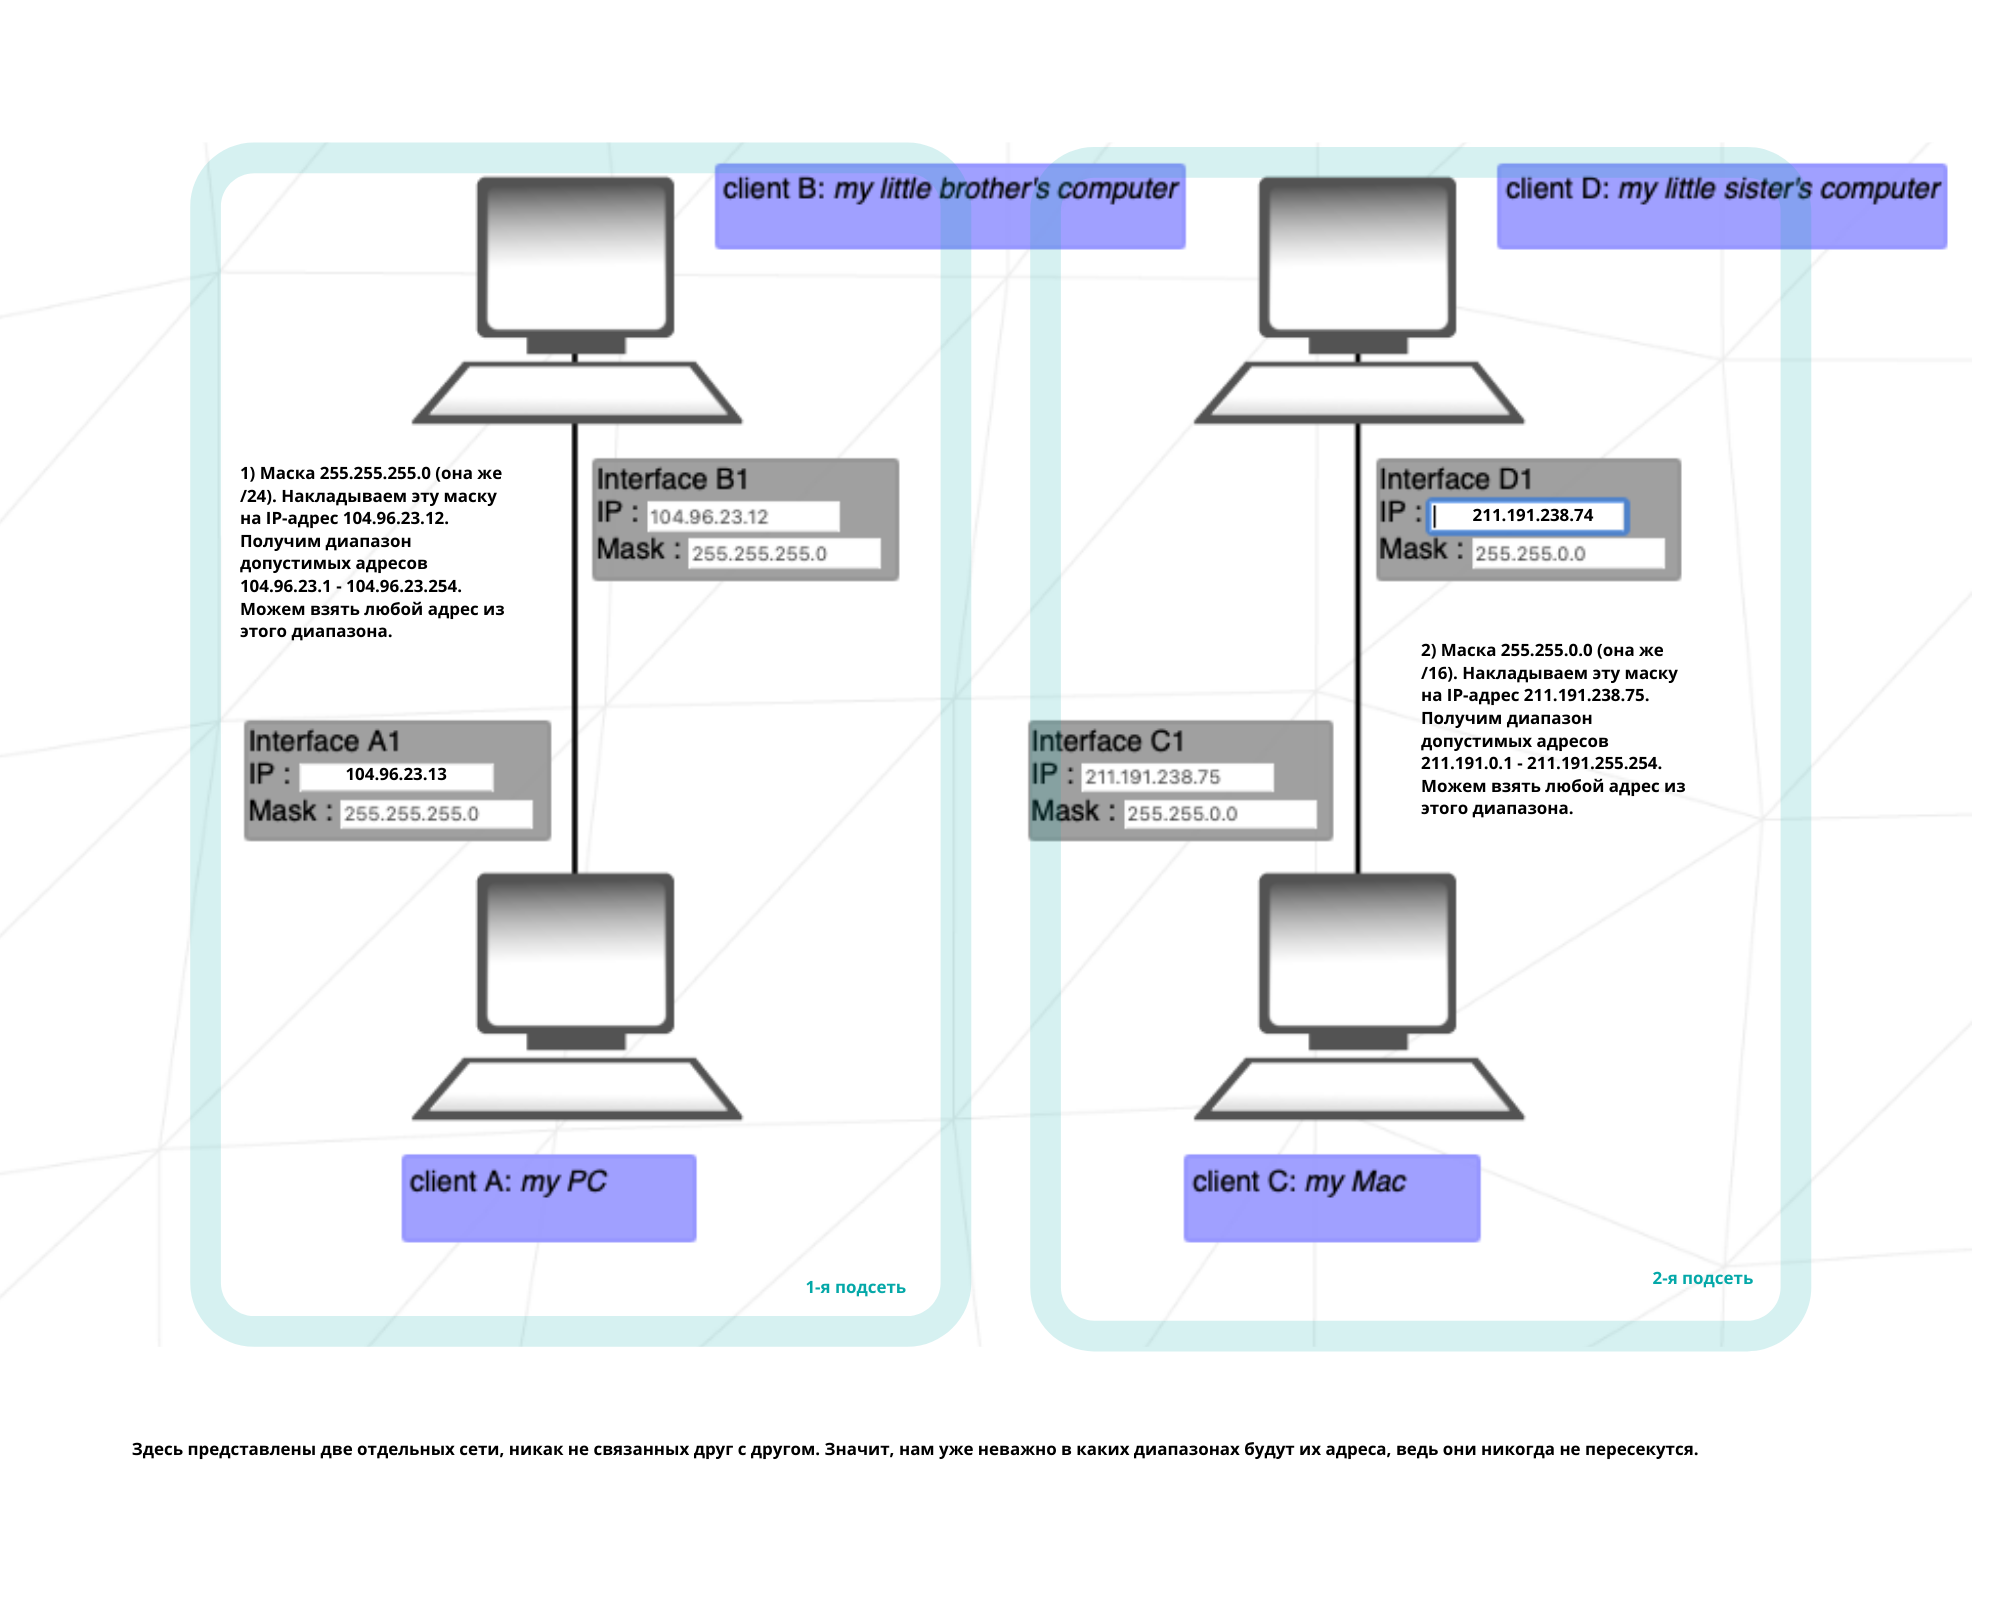 client B: my little brother's computer
client D: my little sister's computer
1) Маска 255.255.255.0 (она же
/24). Накладываем эту маску
на IP-адрес 104.96.23.12.
Получим диапазон
допустимых адресов
104.96.23.1 - 104.96.23.254.
Можем взять любой адрес из
этого диапазона.
Interface B1
IP : 104.96.23.12
Mask : 255.255.255.0
Interface D1
IP : 211.191.238.74
Mask : 255.255.0.0
2) Маска 255.255.0.0 (она же
/16). Накладываем эту маску
на IP-адрес 211.191.238.75.
Получим диапазон
допустимых адресов
211.191.0.1 - 211.191.255.254.
Можем взять любой адрес из
этого диапазона.
Interface A1
IP : 104.96.23.13
Mask : 255.255.255.0
Interface C1
IP : 211.191.238.75
Mask : 255.255.0.0
client A: my PC
client C: my Mac
1-я подсеть
2-я подсеть
Здесь представлены две отдельных сети, никак не связанных друг с другом. Значит, нам уже неважно в каких диапазонах будут их адреса, ведь они никогда не пересекутся.